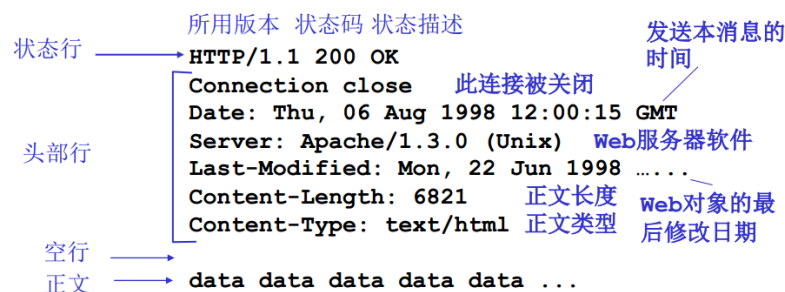 所用版本 状态码 状态描述
状态行
HTTP/1.1 200 OK
发送本消息的
时间
Connection close 此连接被关闭
Date: Thu, 06 Aug 1998 12:00:15 GMT
Server: Apache/1.3.0 (Unix) Web服务器软件
头部行
Last-Modified: Mon, 22 Jun 1998 …...
Content-Length: 6821 正文长度
Web对象的最
后修改日期
Content-Type: text/html 正文类型
空行
正文
data data data data data ...